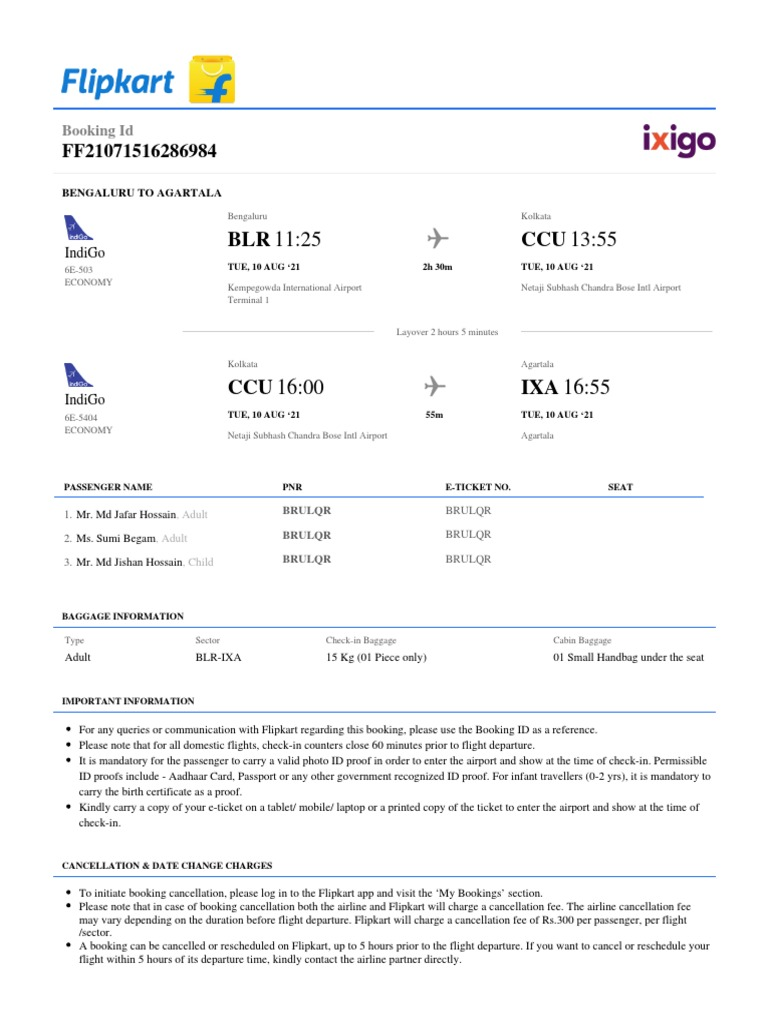 Flipkart
Booking Id
FF21071516286984
ixigo
BENGALURU TO AGARTALA
IndiGo
IndiGo
6E-503
ECONOMY
Bengaluru
BLR 11:25
TUE, 10 AUG ‘21
Kempegowda International Airport
Terminal 1
2h 30m
Kolkata
CCU 13:55
TUE, 10 AUG ‘21
Netaji Subhash Chandra Bose Intl Airport
Layover 2 hours 5 minutes
IndiGo
IndiGo
6E-5404
ECONOMY
Kolkata
CCU 16:00
TUE, 10 AUG ‘21
Netaji Subhash Chandra Bose Intl Airport
55m
Agartala
IXA 16:55
TUE, 10 AUG ‘21
Agartala
PASSENGER NAME PNR E-TICKET NO. SEAT
1. Mr. Md Jafar Hossain, Adult BRULQR BRULQR
2. Ms. Sumi Begam, Adult BRULQR BRULQR
3. Mr. Md Jishan Hossain, Child BRULQR BRULQR
BAGGAGE INFORMATION
Type Sector Check-in Baggage Cabin Baggage
Adult BLR-IXA 15 Kg (01 Piece only) 01 Small Handbag under the seat
IMPORTANT INFORMATION
• For any queries or communication with Flipkart regarding this booking, please use the Booking ID as a reference.
• Please note that for all domestic flights, check-in counters close 60 minutes prior to flight departure.
• It is mandatory for the passenger to carry a valid photo ID proof in order to enter the airport and show at the time of check-in. Permissible
ID proofs include - Aadhaar Card, Passport or any other government recognized ID proof. For infant travellers (0-2 yrs), it is mandatory to
carry the birth certificate as a proof.
• Kindly carry a copy of your e-ticket on a tablet/ mobile/ laptop or a printed copy of the ticket to enter the airport and show at the time of
check-in.
CANCELLATION & DATE CHANGE CHARGES
• To initiate booking cancellation, please log in to the Flipkart app and visit the ‘My Bookings’ section.
• Please note that in case of booking cancellation both the airline and Flipkart will charge a cancellation fee. The airline cancellation fee
may vary depending on the duration before flight departure. Flipkart will charge a cancellation fee of Rs.300 per passenger, per flight
/sector.
• A booking can be cancelled or rescheduled on Flipkart, up to 5 hours prior to the flight departure. If you want to cancel or reschedule your
flight within 5 hours of its departure time, kindly contact the airline partner directly.